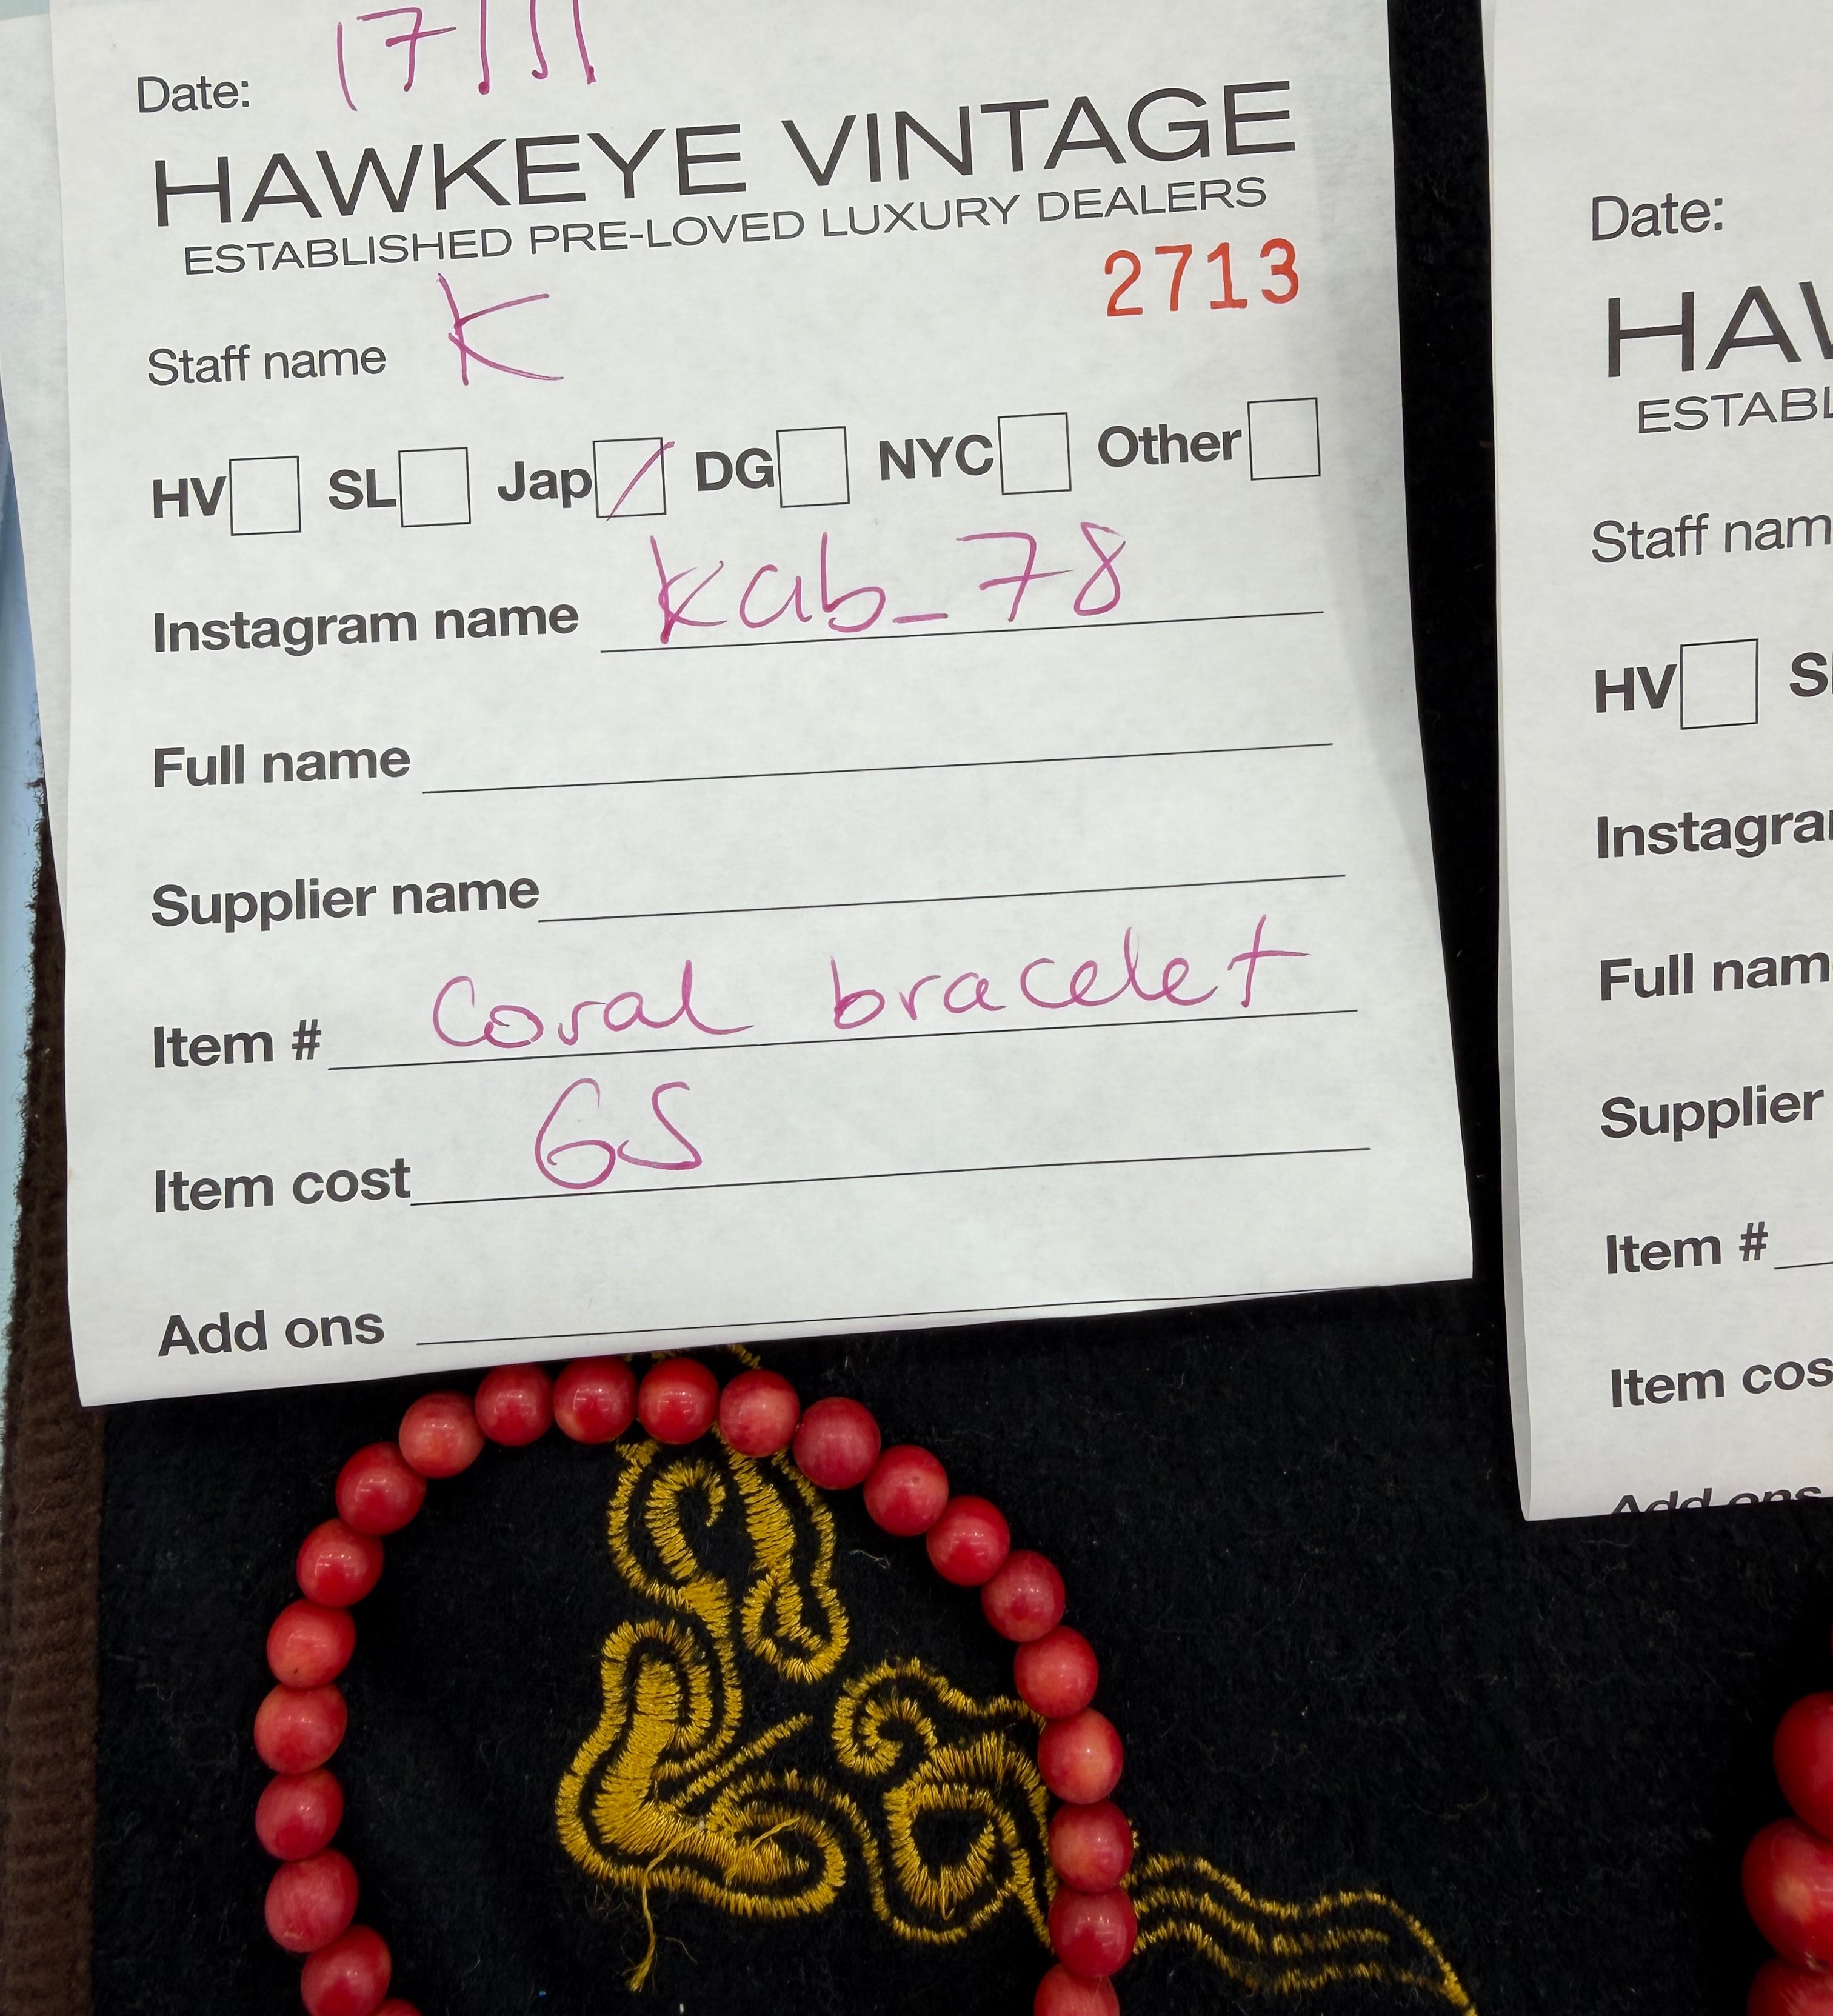 Date: 17/11
HAWKEYE VINTAGE
ESTABLISHED PRE-LOVED LUXURY DEALERS
2713
Staff name K
HV SL Jap DG NYC Other
Instagram name kab_78
Full name
Supplier name
Item # Coral bracelet
Item cost 65
Add ons
Date:
HAW
ESTABL
Staff nam
HV S
Instagra
Full nam
Supplier
Item #
Item cos
Add ons